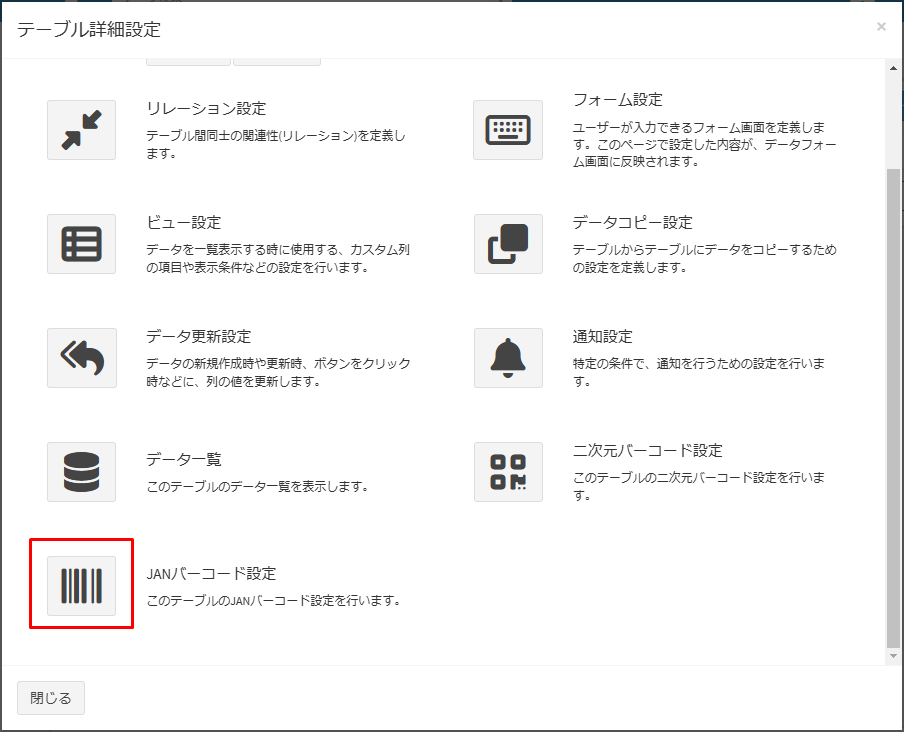 テーブル詳細設定
×
リレーション設定
テーブル間同士の関連性(リレーション)を定義し
ます。
フォーム設定
ユーザーが入力できるフォーム画面を定義しま
す。このページで設定した内容が、データフォー
ム画面に反映されます。
ビュー設定
データを一覧表示する時に使用する、カスタム列
の項目や表示条件などの設定を行います。
データコピー設定
テーブルからテーブルにデータをコピーするため
の設定を定義します。
データ更新設定
データの新規作成時や更新時、ボタンをクリック
時などに、列の値を更新します。
通知設定
特定の条件で、通知を行うための設定を行いま
す。
データ一覧
このテーブルのデータ一覧を表示します。
二次元バーコード設定
このテーブルの二次元バーコード設定を行いま
す。
JANバーコード設定
このテーブルのJANバーコード設定を行います。
閉じる